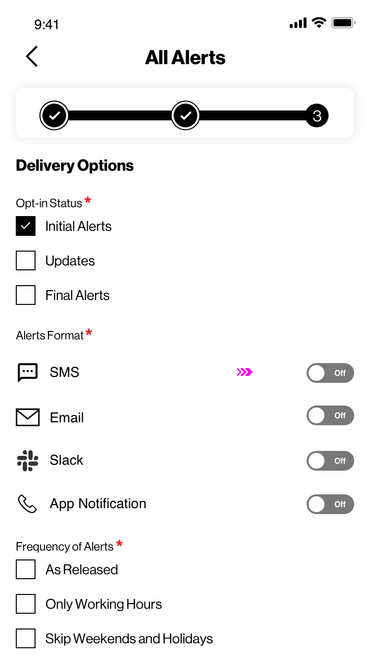 9:41
All Alerts
3
Delivery Options
Opt-in Status *
Initial Alerts
Updates
Final Alerts
Alerts Format *
SMS Off
Email Off
Slack Off
App Notification Off
Frequency of Alerts *
As Released
Only Working Hours
Skip Weekends and Holidays